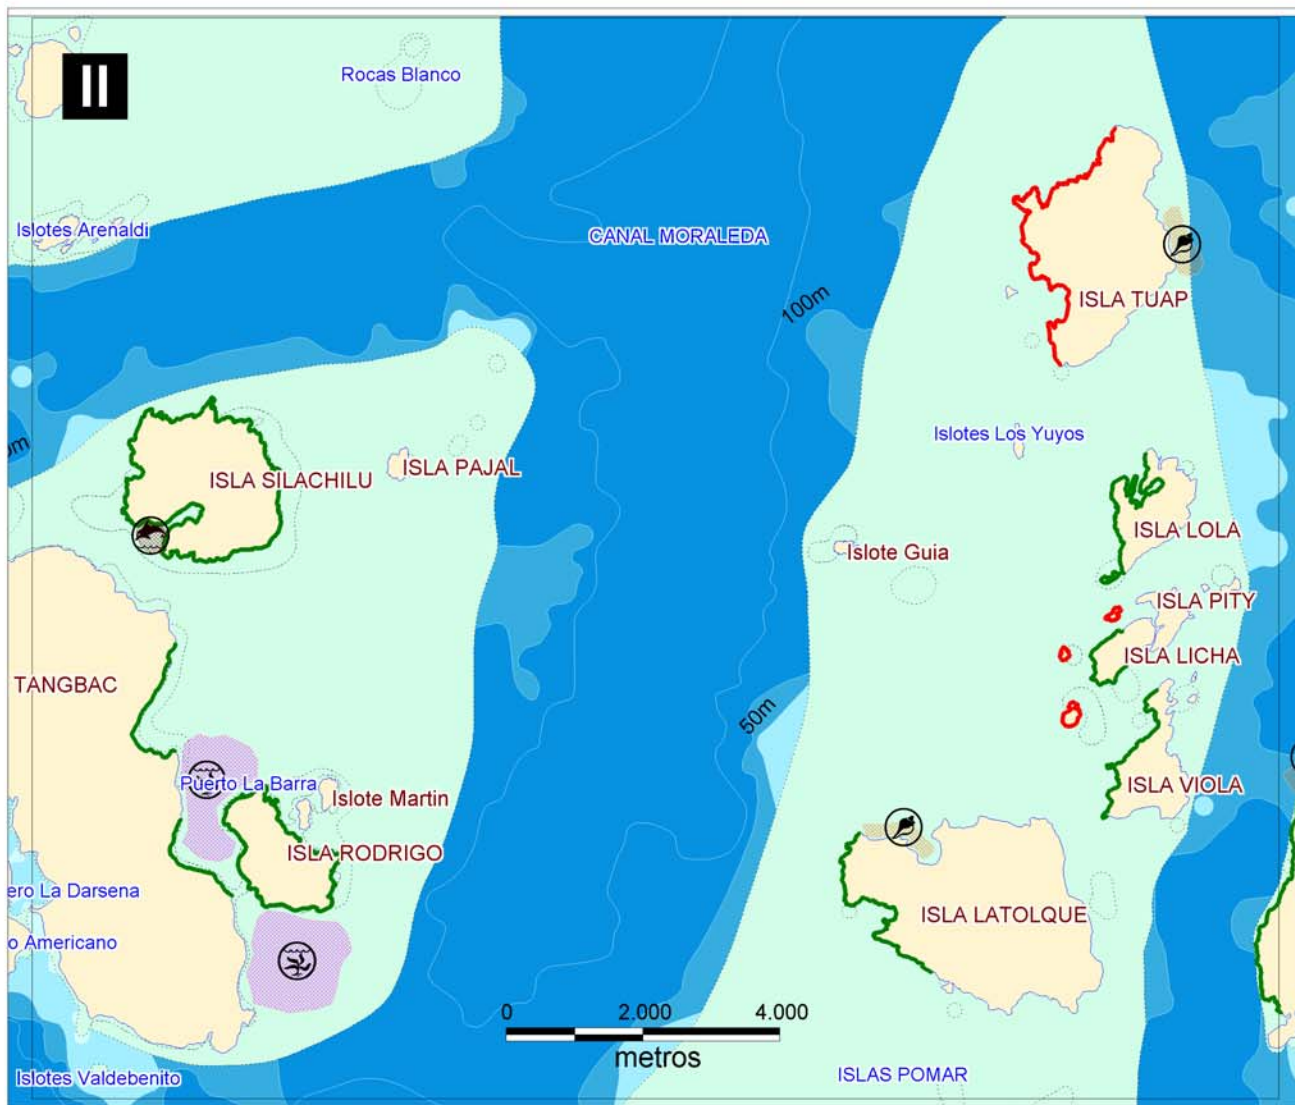 II
Rocas Blanco
Islotes Arenaldi
CANAL MORALEDA
100m
ISLA TUAP
Islotes Los Yuyos
ISLA SILACHILU
ISLA PAJAL
ISLA LOLA
Islote Guia
ISLA PITY
ISLA LICHA
TANGBAC
50m
Puerto La Barra
Islote Martin
ISLA VIOLA
ISLA RODRIGO
ero La Darsena
ISLA LATOLQUE
o Americano
0 2.000 4.000
metros
Islotes Valdebenito
ISLAS POMAR